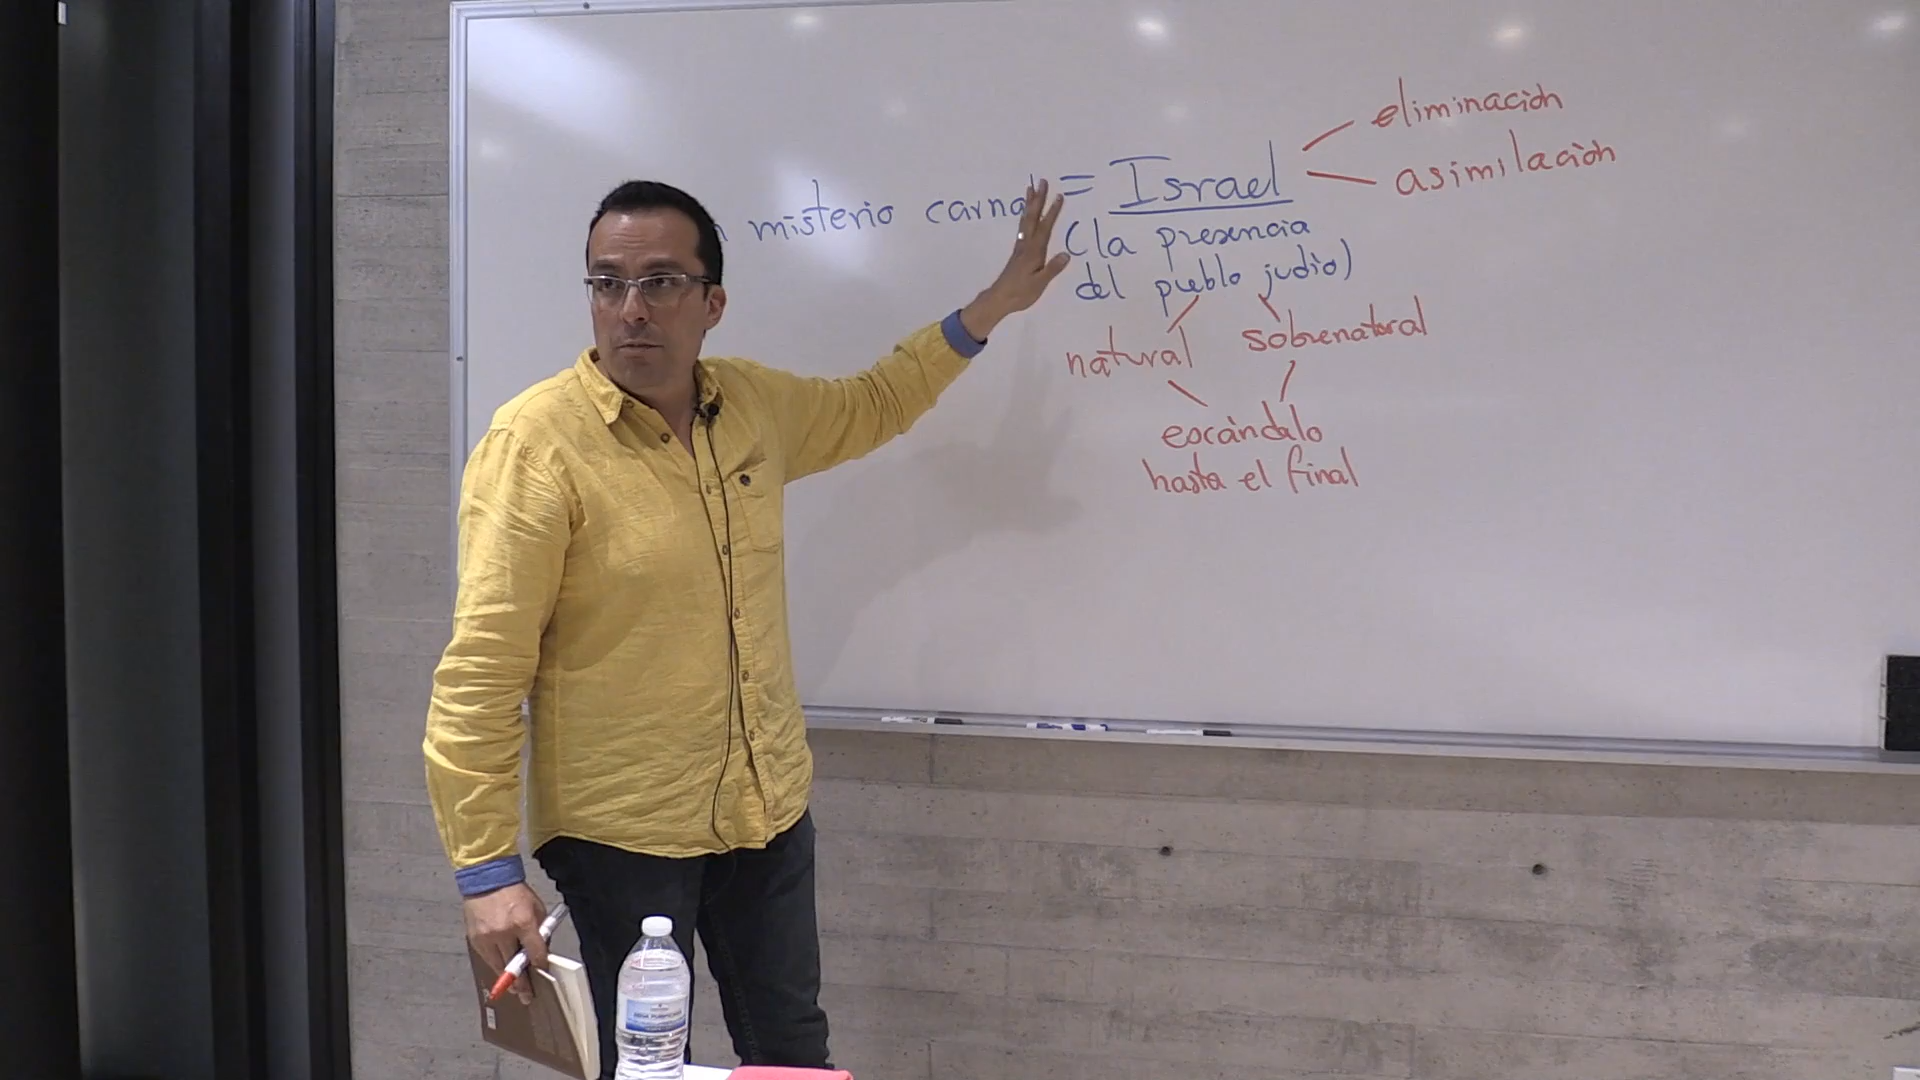 eliminación
asimilación
misterio carnal = Israel
(la presencia
del pueblo judío)
natural sobrenatural
escándalo
hasta el final